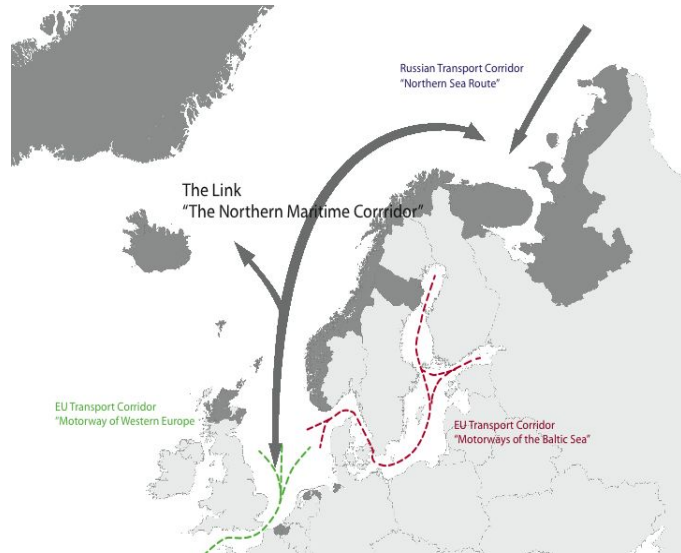 Russian Transport Corridor
“Northern Sea Route”
The Link
“The Northern Maritime Corrridor”
EU Transport Corridor
“Motorway of Western Europe
EU Transport Corridor
“Motorways of the Baltic Sea”